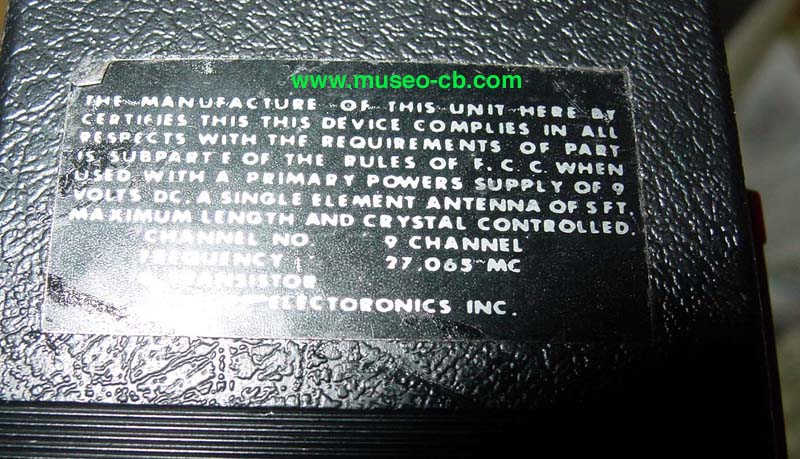 www.museo-cb.com
THE MANUFACTURE OF THIS UNIT HERE BY
CERTIFIES THIS THIS DEVICE COMPLIES IN ALL
RESPECTS WITH THE REQUIREMENTS OF PART
IS SUBPART E OF THE RULES OF F.C.C. WHEN
USED WITH A PRIMARY POWERS SUPPLY OF 9
VOLTS DC. A SINGLE ELEMENT ANTENNA OF 5 FT,
MAXIMUM LENGTH AND CRYSTAL CONTROLLED.
CHANNEL NO. 9 CHANNEL
FREQUENCY 27,065 MC
TRANSISTOR
ELECTORONICS INC.